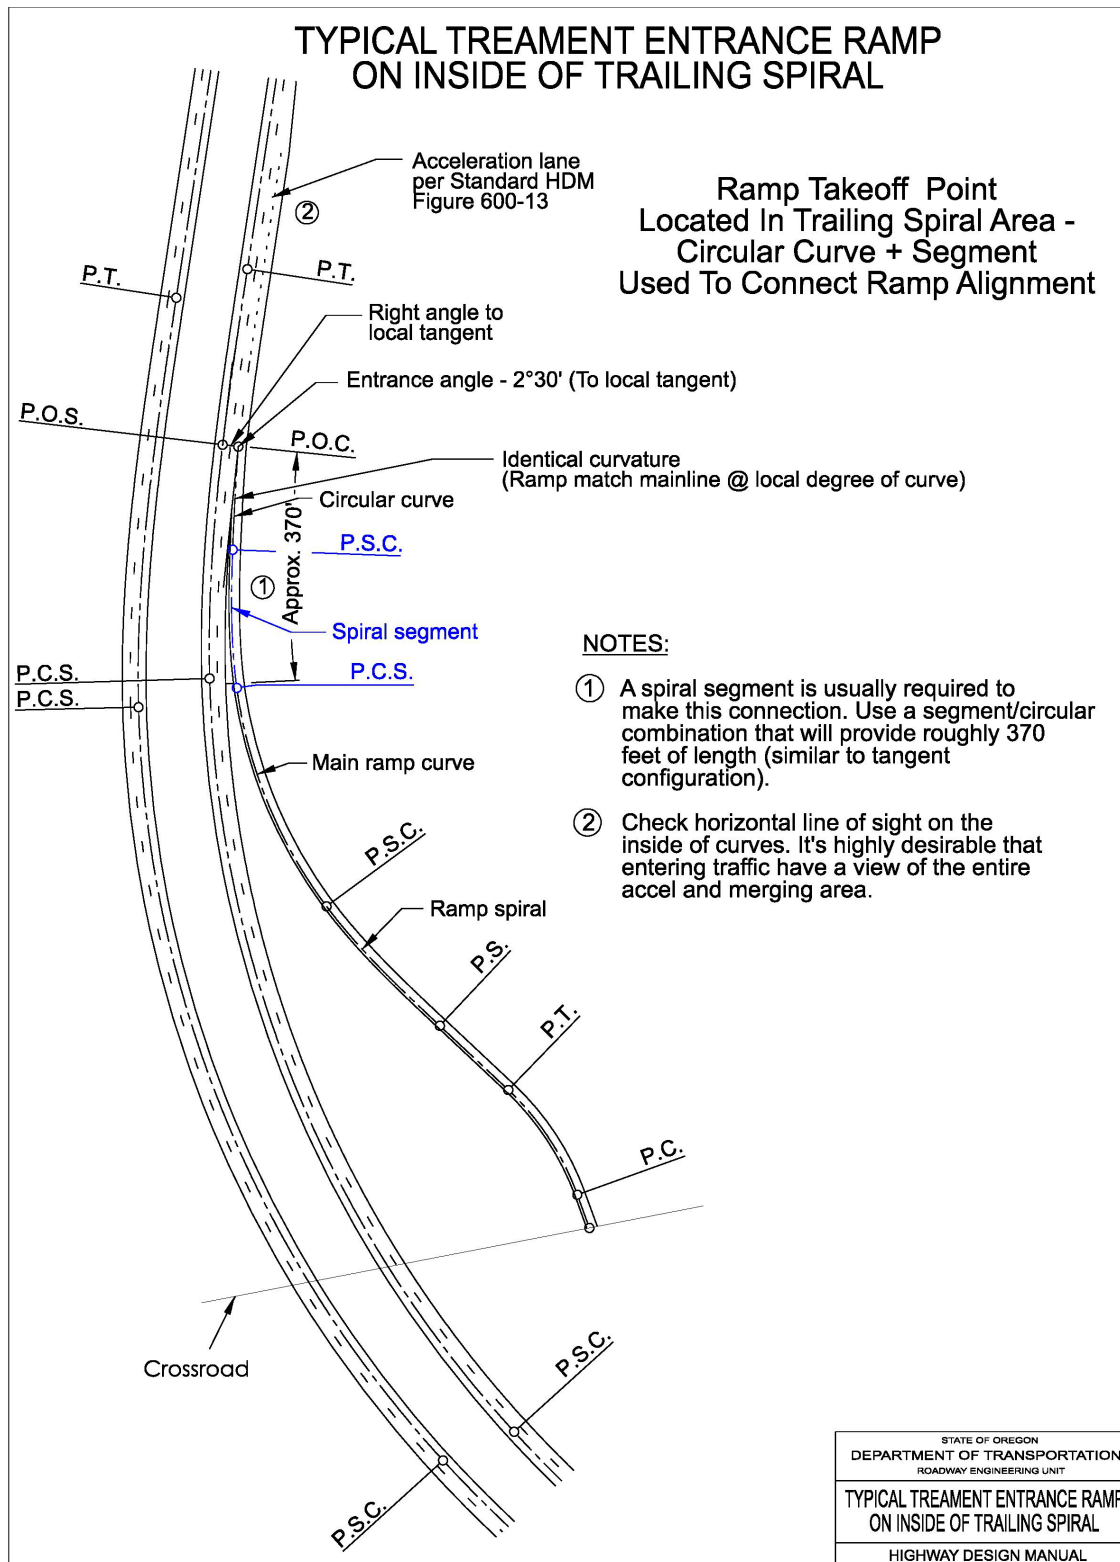 TYPICAL TREAMENT ENTRANCE RAMP
ON INSIDE OF TRAILING SPIRAL
Acceleration lane
per Standard HDM
Figure 600-13
②
Ramp Takeoff Point
Located In Trailing Spiral Area -
Circular Curve + Segment
Used To Connect Ramp Alignment
P.T.
P.T.
Right angle to
local tangent
Entrance angle - 2°30' (To local tangent)
P.O.S.
P.O.C.
Identical curvature
(Ramp match mainline @ local degree of curve)
Circular curve
P.S.C.
Approx. 370'
①
Spiral segment
P.C.S.
P.C.S.
P.C.S.
NOTES:
① A spiral segment is usually required to
make this connection. Use a segment/circular
combination that will provide roughly 370
feet of length (similar to tangent
configuration).
② Check horizontal line of sight on the
inside of curves. It's highly desirable that
entering traffic have a view of the entire
accel and merging area.
Main ramp curve
P.S.C.
Ramp spiral
P.S.
P.T.
P.C.
Crossroad
P.S.C.
P.S.C.
STATE OF OREGON
DEPARTMENT OF TRANSPORTATION
ROADWAY ENGINEERING UNIT
TYPICAL TREAMENT ENTRANCE RAMP
ON INSIDE OF TRAILING SPIRAL
HIGHWAY DESIGN MANUAL